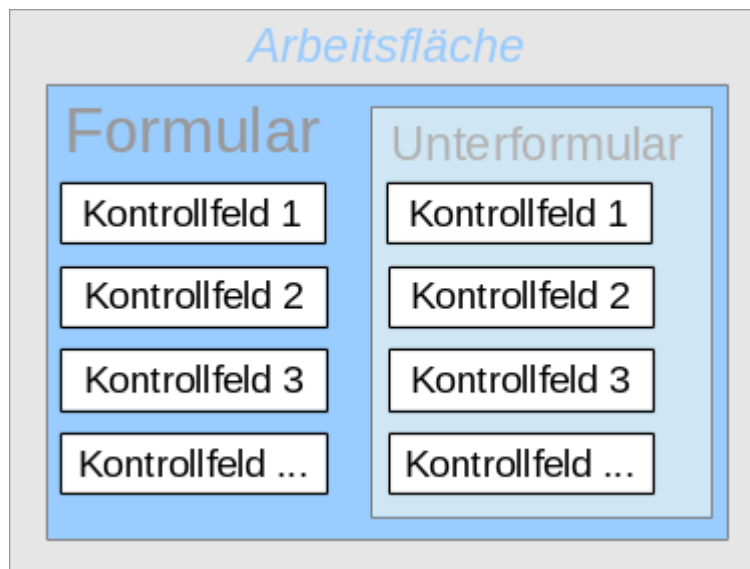 Arbeitsfläche
Formular
Kontrollfeld 1
Kontrollfeld 2
Kontrollfeld 3
Kontrollfeld ...
Unterformular
Kontrollfeld 1
Kontrollfeld 2
Kontrollfeld 3
Kontrollfeld ...